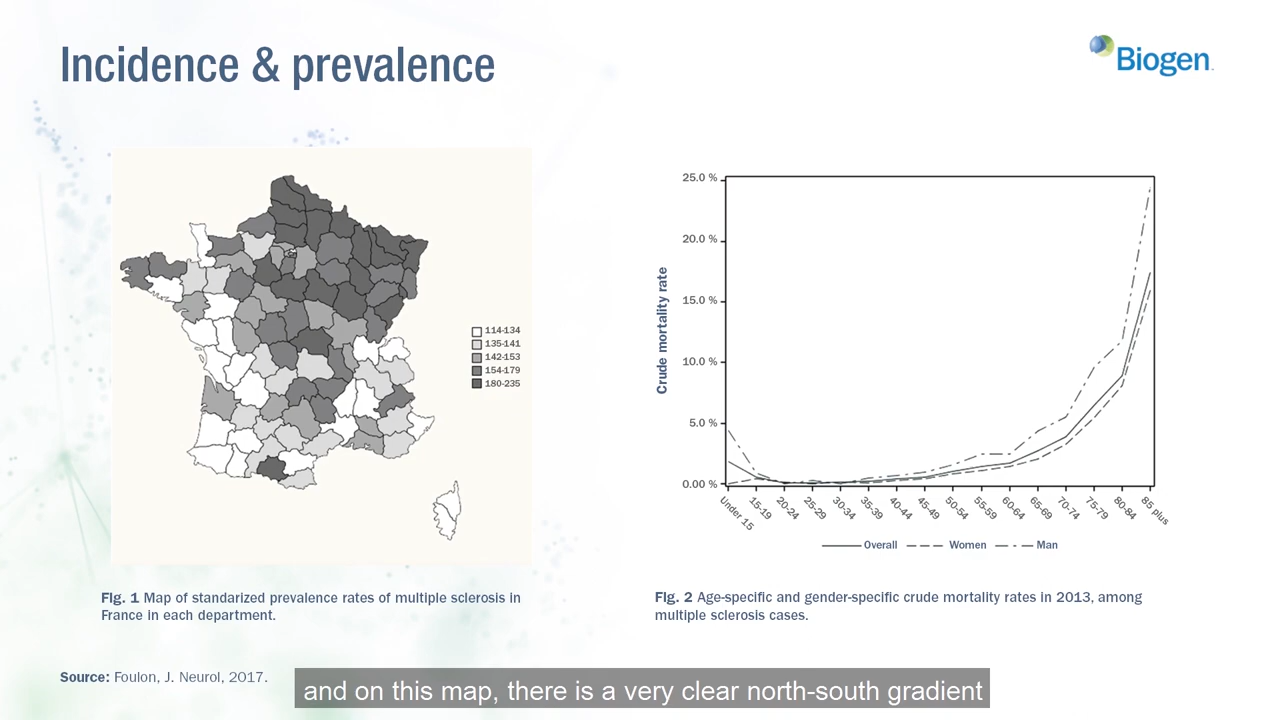 Incidence & prevalence
Biogen
114-134
135-141
142-153
154-179
180-235
Fig. 1 Map of standarized prevalence rates of multiple sclerosis in
France in each department.
Crude mortality rate
25.0 %
20.0 %
15.0 %
10.0 %
5.0 %
0.00 %
Under 15
15-19
20-24
25-29
30-34
35-39
40-44
45-49
50-54
55-59
60-64
65-69
70-74
75-79
80-84
85 plus
Overall
Women
Man
Fig. 2 Age-specific and gender-specific crude mortality rates in 2013, among
multiple sclerosis cases.
Source: Foulon, J. Neurol, 2017.
and on this map, there is a very clear north-south gradient